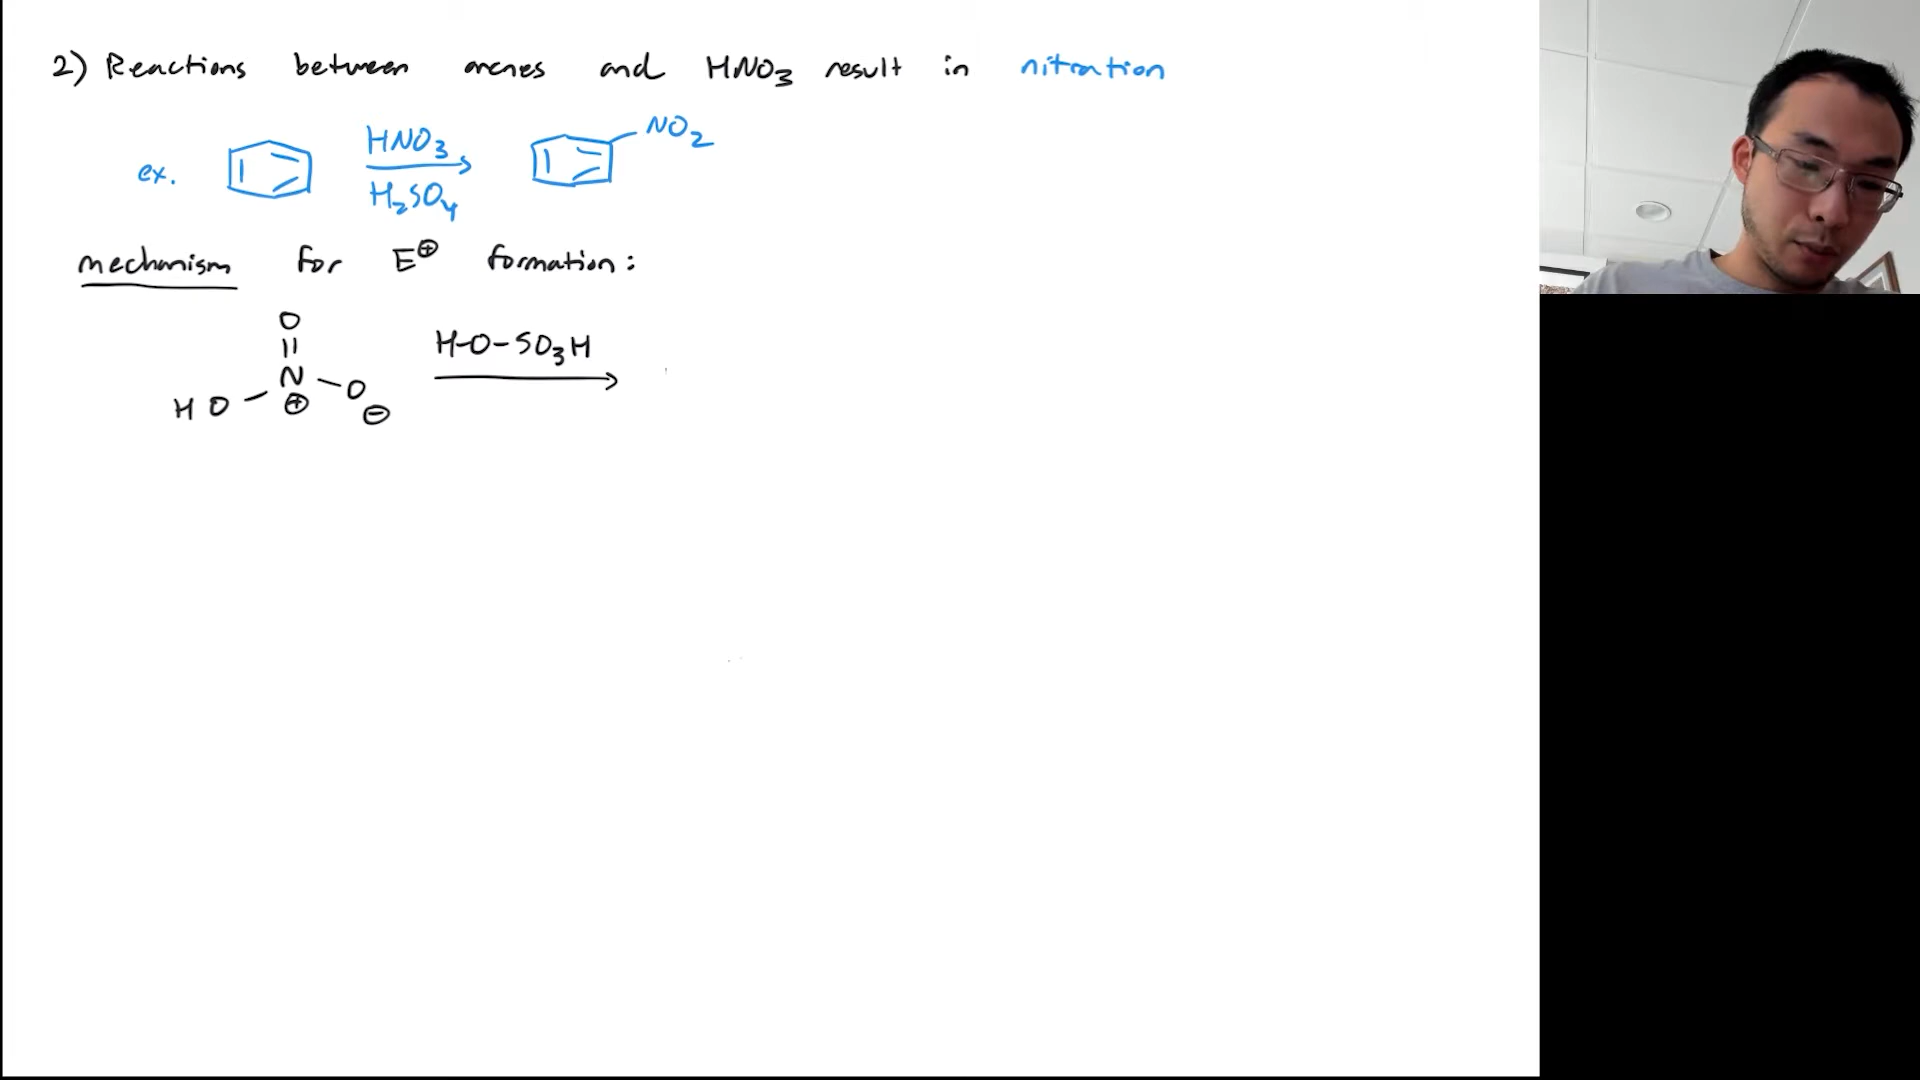 2) Reactions between arenes and HNO3 result in nitration
ex. HNO3 NO2
H2SO4
mechanism for E⊕ formation:
O
H-O-SO3H
N O
HO ⊕ ⊖